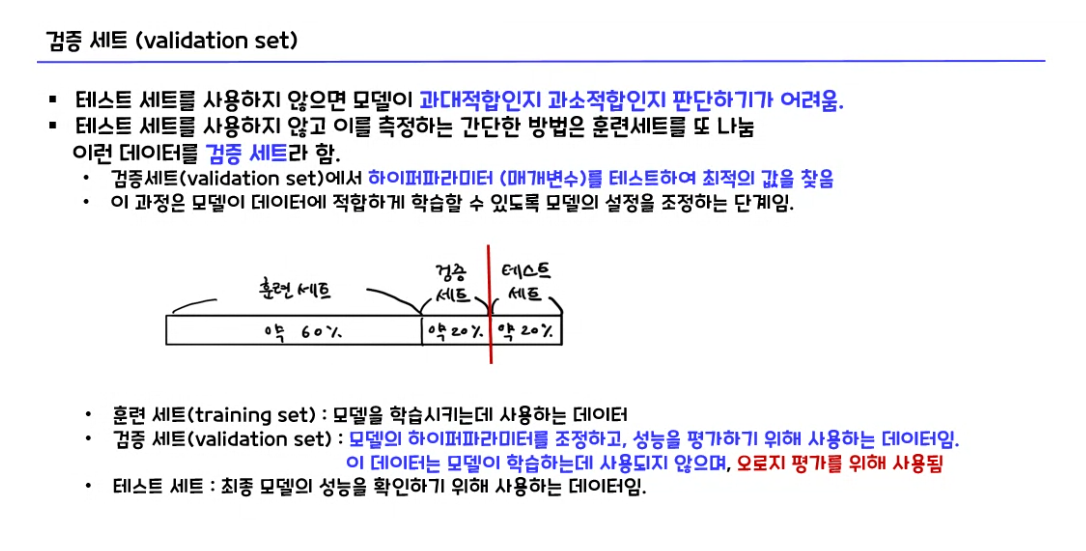 검증 세트 (validation set)
▪ 테스트 세트를 사용하지 않으면 모델이 과대적합인지 과소적합인지 판단하기가 어려움.
▪ 테스트 세트를 사용하지 않고 이를 측정하는 간단한 방법은 훈련세트를 또 나눔
이런 데이터를 검증 세트라 함.
• 검증세트(validation set)에서 하이퍼파라미터 (매개변수)를 테스트하여 최적의 값을 찾음
• 이 과정은 모델이 데이터에 적합하게 학습할 수 있도록 모델의 설정을 조정하는 단계임.
훈련 세트
검증
세트
테스트
세트
약 60%
약 20%
약 20%
• 훈련 세트(training set) : 모델을 학습시키는데 사용하는 데이터
• 검증 세트(validation set) : 모델의 하이퍼파라미터를 조정하고, 성능을 평가하기 위해 사용하는 데이터임.
이 데이터는 모델이 학습하는데 사용되지 않으며, 오로지 평가를 위해 사용됨
• 테스트 세트 : 최종 모델의 성능을 확인하기 위해 사용하는 데이터임.